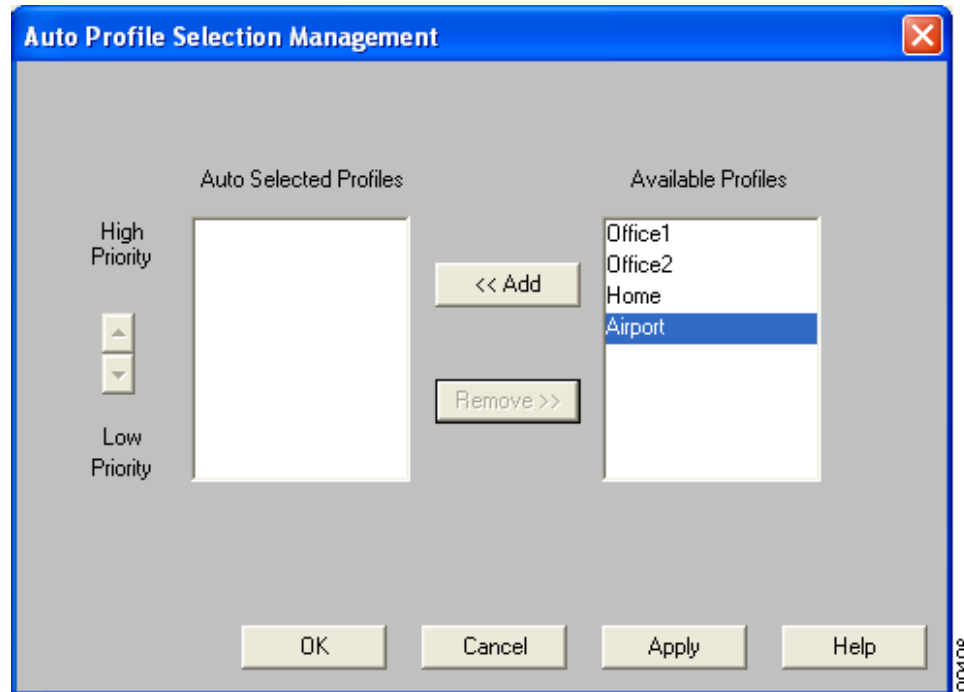 Auto Profile Selection Management
Auto Selected Profiles
Available Profiles
High
Priority
Low
Priority
<< Add
Remove >>
Office1
Office2
Home
Airport
OK
Cancel
Apply
Help